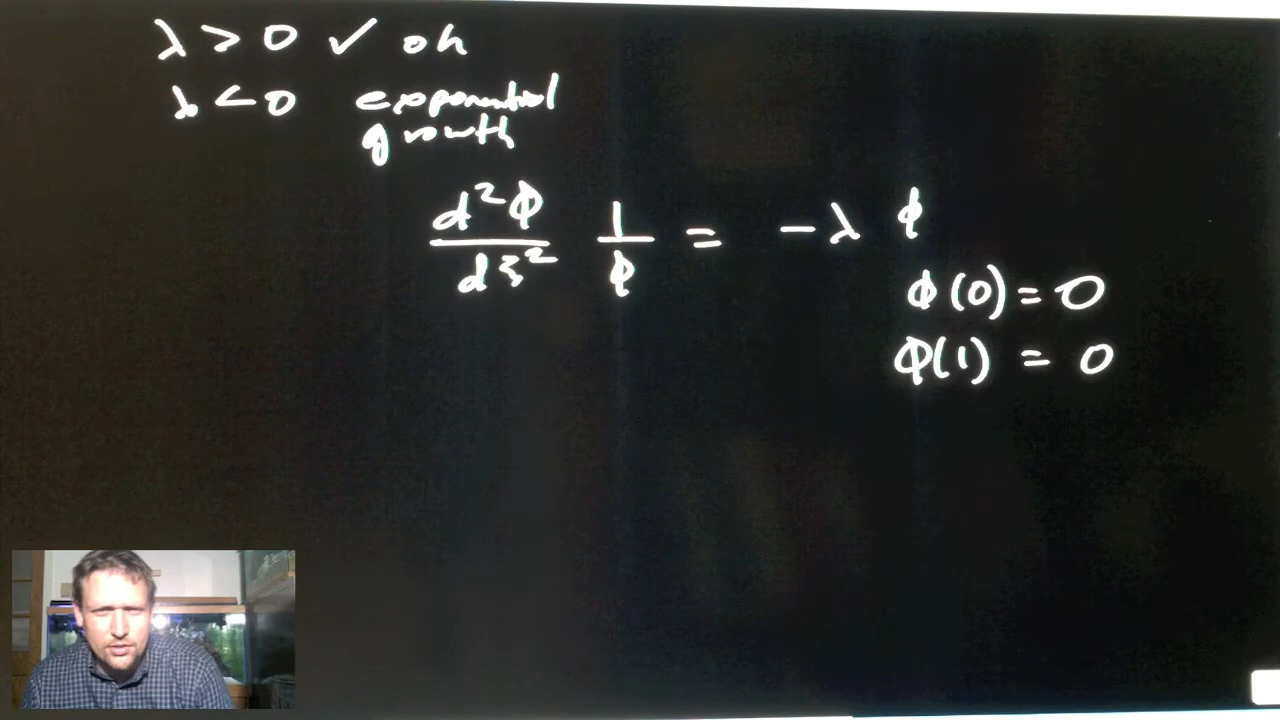 λ > 0 ✓ ok
λ < 0 exponential
growth
d²ϕ/dξ² 1/ϕ = -λ ϕ
ϕ(0) = 0
ϕ(1) = 0